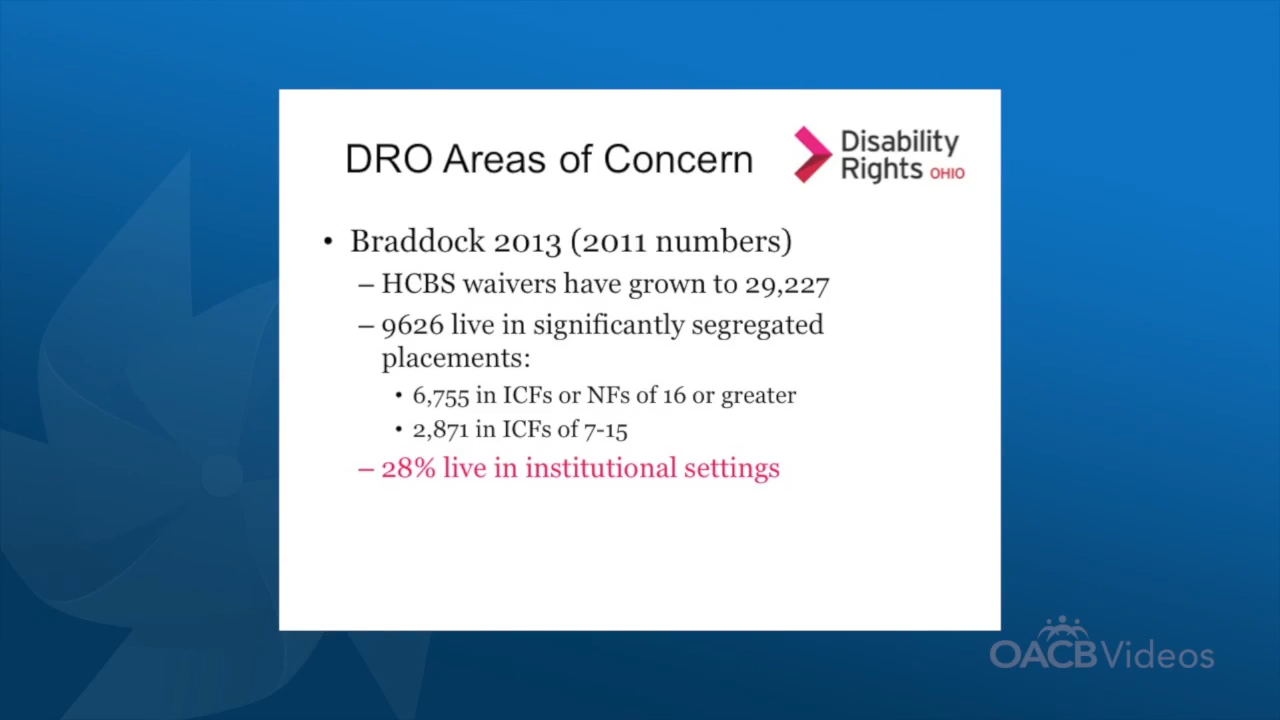 DRO Areas of Concern
Disability
Rights OHIO
• Braddock 2013 (2011 numbers)
– HCBS waivers have grown to 29,227
– 9626 live in significantly segregated
placements:
• 6,755 in ICFs or NFs of 16 or greater
• 2,871 in ICFs of 7-15
– 28% live in institutional settings
OACBVideos